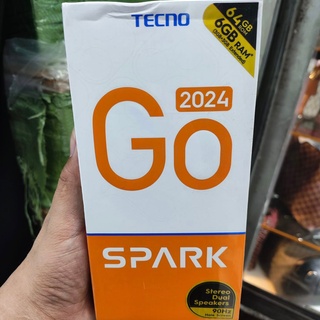 TECNO
64GB
6GB RAM*
2024
Go
SPARK
Stereo
Dual
Speakers
90Hz